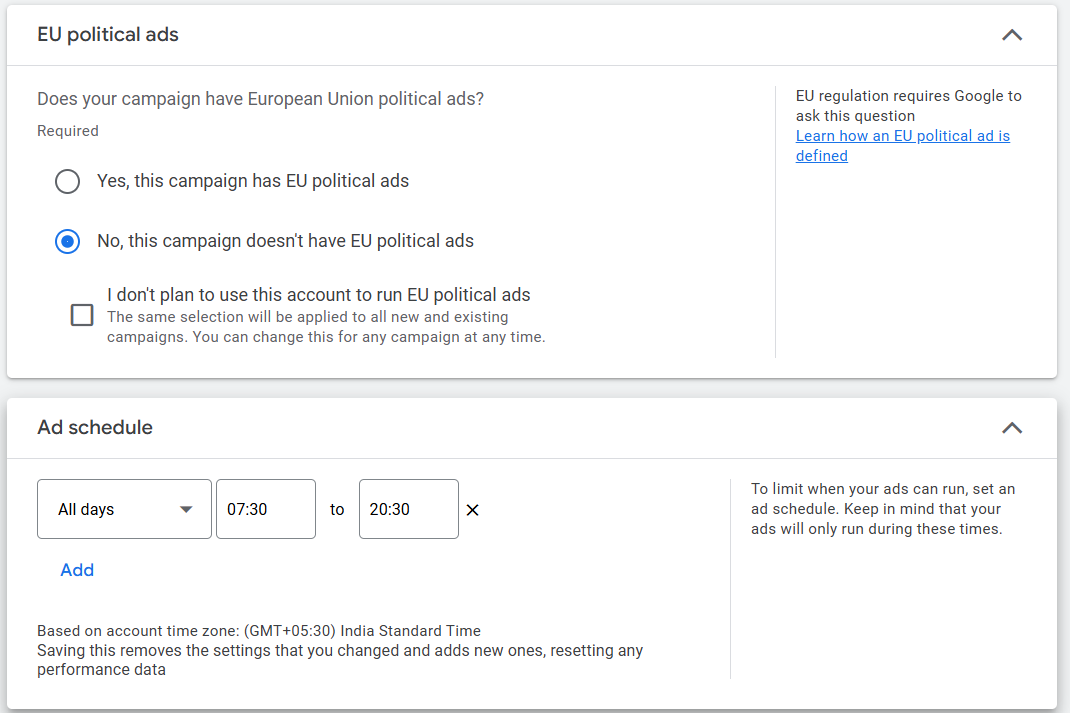 EU political ads
Does your campaign have European Union political ads?
Required
Yes, this campaign has EU political ads
No, this campaign doesn't have EU political ads
I don't plan to use this account to run EU political ads
The same selection will be applied to all new and existing
campaigns. You can change this for any campaign at any time.
EU regulation requires Google to
ask this question
Learn how an EU political ad is
defined
Ad schedule
All days 07:30 to 20:30
Add
Based on account time zone: (GMT+05:30) India Standard Time
Saving this removes the settings that you changed and adds new ones, resetting any
performance data
To limit when your ads can run, set an
ad schedule. Keep in mind that your
ads will only run during these times.